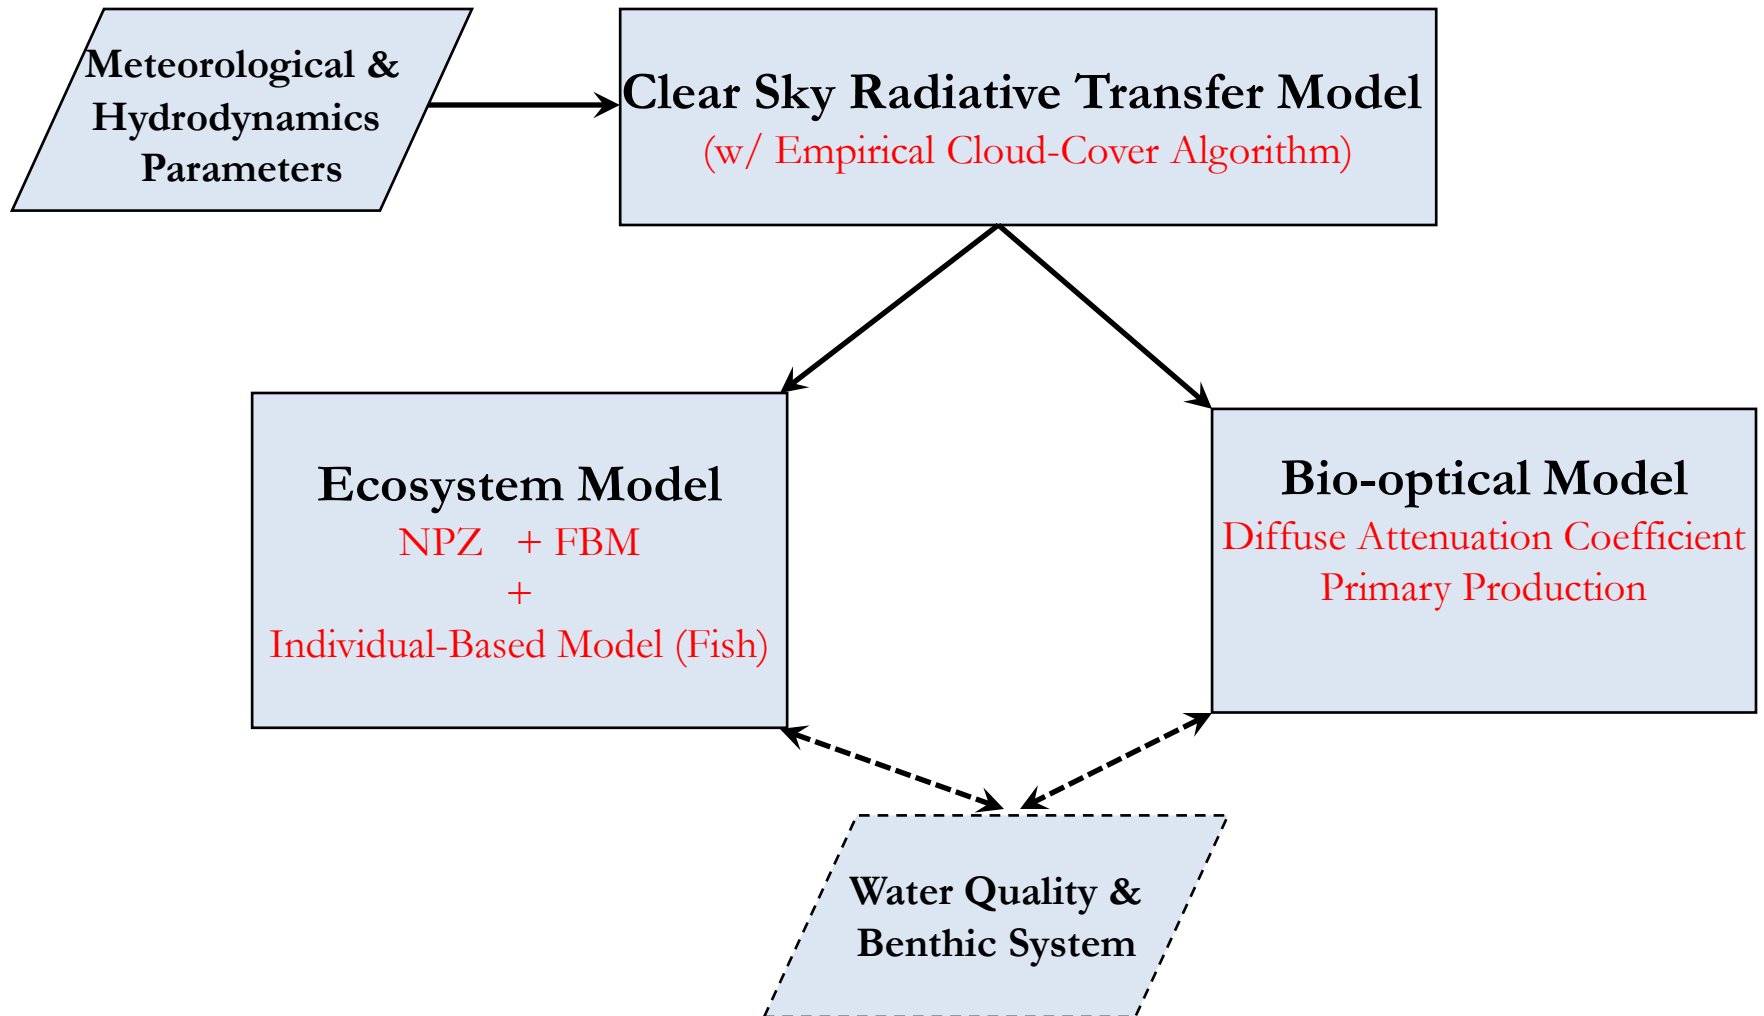 Meteorological &
Hydrodynamics
Parameters
Clear Sky Radiative Transfer Model
(w/ Empirical Cloud-Cover Algorithm)
Ecosystem Model
NPZ + FBM
+
Individual-Based Model (Fish)
Bio-optical Model
Diffuse Attenuation Coefficient
Primary Production
Water Quality &
Benthic System